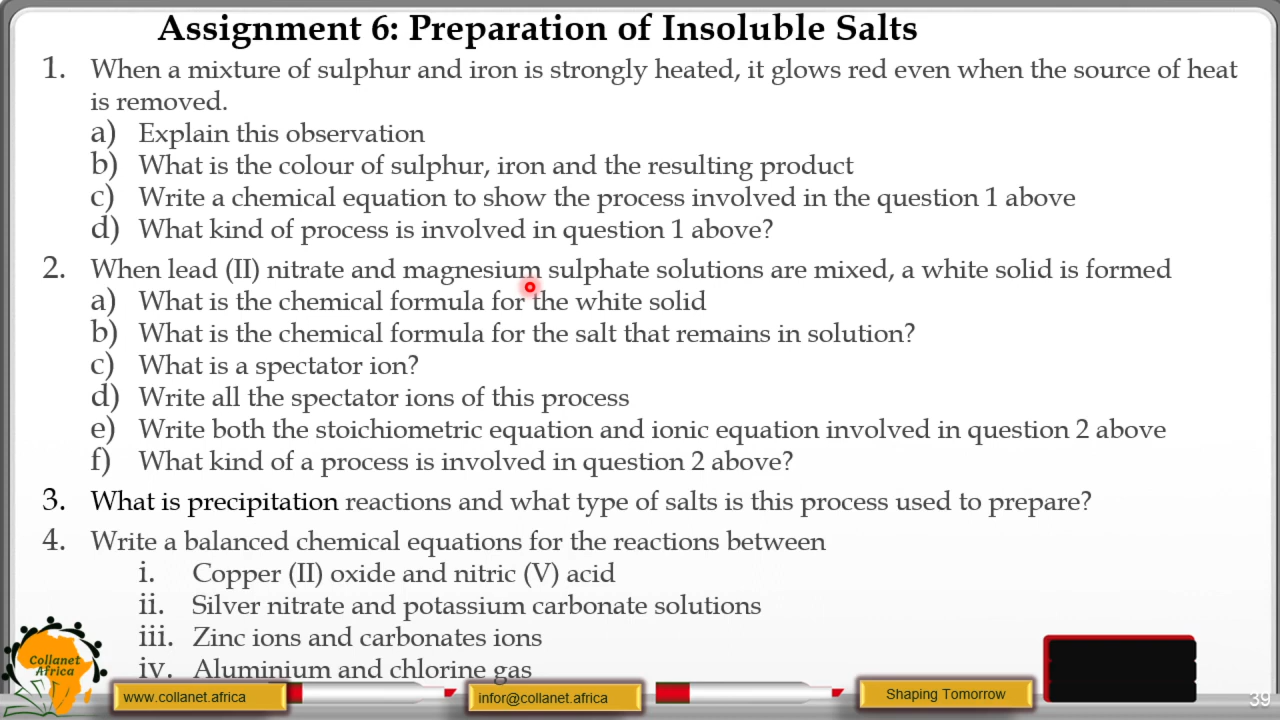 Assignment 6: Preparation of Insoluble Salts
1. When a mixture of sulphur and iron is strongly heated, it glows red even when the source of heat
is removed.
a) Explain this observation
b) What is the colour of sulphur, iron and the resulting product
c) Write a chemical equation to show the process involved in the question 1 above
d) What kind of process is involved in question 1 above?
2. When lead (II) nitrate and magnesium sulphate solutions are mixed, a white solid is formed
a) What is the chemical formula for the white solid
b) What is the chemical formula for the salt that remains in solution?
c) What is a spectator ion?
d) Write all the spectator ions of this process
e) Write both the stoichiometric equation and ionic equation involved in question 2 above
f) What kind of a process is involved in question 2 above?
3. What is precipitation reactions and what type of salts is this process used to prepare?
4. Write a balanced chemical equations for the reactions between
i. Copper (II) oxide and nitric (V) acid
ii. Silver nitrate and potassium carbonate solutions
iii. Zinc ions and carbonates ions
iv. Aluminium and chlorine gas
Collanet
Africa
www.collanet.africa
infor@collanet.africa
Shaping Tomorrow
39